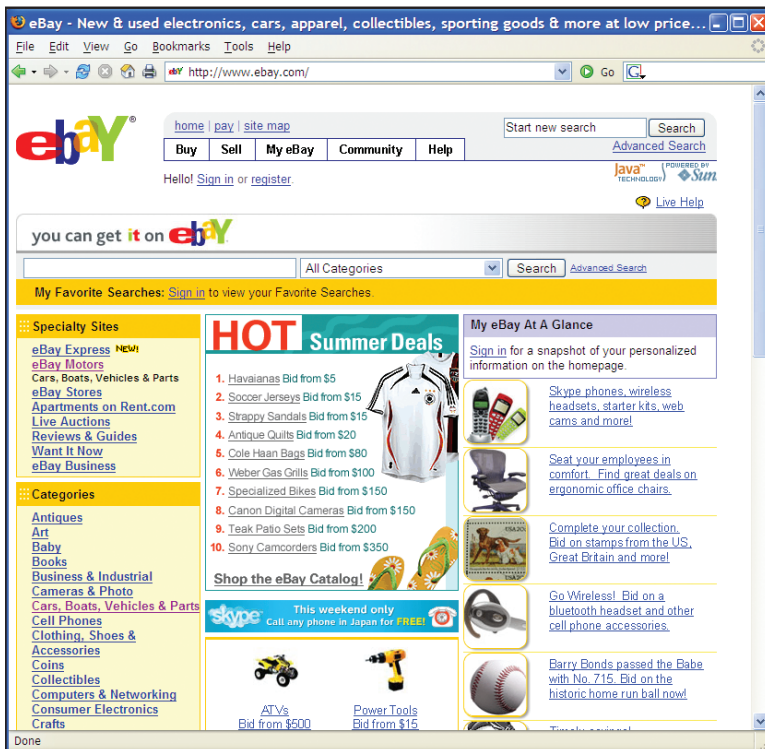 eBay - New & used electronics, cars, apparel, collectibles, sporting goods & more at low price...
File Edit View Go Bookmarks Tools Help
http://www.ebay.com/ Go
ebaY®
home | pay | site map
Start new search Search
Buy Sell My eBay Community Help
Advanced Search
Hello! Sign in or register.
Java™ TECHNOLOGY POWERED BY Sun
Live Help
you can get it on ebaY.
All Categories Search Advanced Search
My Favorite Searches: Sign in to view your Favorite Searches.
Specialty Sites
eBay Express NEW!
eBay Motors
Cars, Boats, Vehicles & Parts
eBay Stores
Apartments on Rent.com
Live Auctions
Reviews & Guides
Want It Now
eBay Business
Categories
Antiques
Art
Baby
Books
Business & Industrial
Cameras & Photo
Cars, Boats, Vehicles & Parts
Cell Phones
Clothing, Shoes &
Accessories
Coins
Collectibles
Computers & Networking
Consumer Electronics
Crafts
HOT Summer Deals
1. Havaianas Bid from $5
2. Soccer Jerseys Bid from $15
3. Strappy Sandals Bid from $15
4. Antique Quilts Bid from $20
5. Cole Haan Bags Bid from $80
6. Weber Gas Grills Bid from $100
7. Specialized Bikes Bid from $150
8. Canon Digital Cameras Bid from $150
9. Teak Patio Sets Bid from $200
10. Sony Camcorders Bid from $350
Shop the eBay Catalog!
skype™ This weekend only
Call any phone in Japan for FREE!
ATVs
Bid from $500
Power Tools
Bid from $15
My eBay At A Glance
Sign in for a snapshot of your personalized
information on the homepage.
Skype phones, wireless
headsets, starter kits, web
cams and more!
Seat your employees in
comfort. Find great deals on
ergonomic office chairs.
USA20c
Complete your collection.
Bid on stamps from the US,
Great Britain and more!
Go Wireless! Bid on a
bluetooth headset and other
cell phone accessories.
Barry Bonds passed the Babe
with No. 715. Bid on the
historic home run ball now!
Done